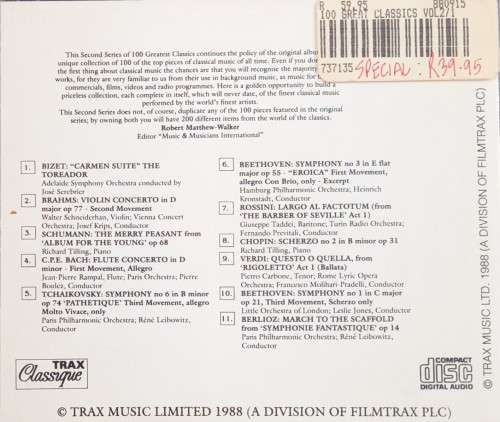 R 59.95 880915
100 GREAT CLASSICS VOL2/1
737135 SPECIAL : R39.95
This Second Series of 100 Greatest Classics continues the policy of the original album
unique collection of 100 of the top pieces of classical music of all time. Even if you don
the first thing about classical music the chances are that you will recognise the majority
works, for they are very familiar to us from their use in background music, as music for
commercials, films, videos and radio programmes. Here is a golden opportunity to build a
priceless collection, each complete in itself, which will never date, of the finest classical music
performed by the world's finest artists.
This Second Series does not, of course, duplicate any of the 100 pieces featured in the original
series; by owning both you will have 200 different items from the world of the classics.
Robert Matthew-Walker
Editor "Music & Musicians International"
1. BIZET: "CARMEN SUITE" THE
TOREADOR
Adelaide Symphony Orchestra conducted by
José Serebrier
2. BRAHMS: VIOLIN CONCERTO in D
major op 77 - Second Movement
Walter Schneiderhan, Violin; Vienna Concert
Orchestra; Josef Krips, Conductor
3. SCHUMANN: THE MERRY PEASANT from
'ALBUM FOR THE YOUNG' op 68
Richard Tilling, Piano
4. C.P.E. BACH: FLUTE CONCERTO in D
minor - First Movement, Allegro
Jean-Pierre Rampal, Flute; Paris Orchestra; Pierre
Boulez, Conductor
5. TCHAIKOVSKY: SYMPHONY no 6 in B minor
op 74 'PATHETIQUE' Third Movement, allegro
Molto Vivace, only
Paris Philharmonic Orchestra; Réné Leibowitz,
Conductor
6. BEETHOVEN: SYMPHONY no 3 in E flat
major op 55 - "EROICA" First Movement,
allegro Con Brio, only - Excerpt
Hamburg Philharmonic Orchestra; Heinrich
Kronstadt, Conductor
7. ROSSINI: LARGO AL FACTOTUM (from
'THE BARBER OF SEVILLE' Act 1)
Giuseppe Taddei, Baritone; Turin Radio Orchestra;
Fernando Previtali, Conductor
8. CHOPIN: SCHERZO no 2 in B minor op 31
Richard Tilling, Piano
9. VERDI: QUESTO O QUELLA, from
'RIGOLETTO' Act 1 (Ballata)
Pierre Carbone, Tenor; Rome Lyric Opera
Orchestra; Francesco Molihari-Pradelli, Conductor
10. BEETHOVEN: SYMPHONY no 1 in C major
op 21, Third Movement, Scherzo only
Little Orchestra of London; Leslie Jones, Conductor
11. BERLIOZ: MARCH TO THE SCAFFOLD
from 'SYMPHONIE FANTASTIQUE' op 14
Paris Philharmonic Orchestra; Réné Leibowitz,
Conductor
TRAX
Classique
COMPACT
disc
DIGITAL AUDIO
© TRAX MUSIC LIMITED 1988 (A DIVISION OF FILMTRAX PLC)
© TRAX MUSIC LTD. 1988 (A DIVISION OF FILMTRAX PLC)